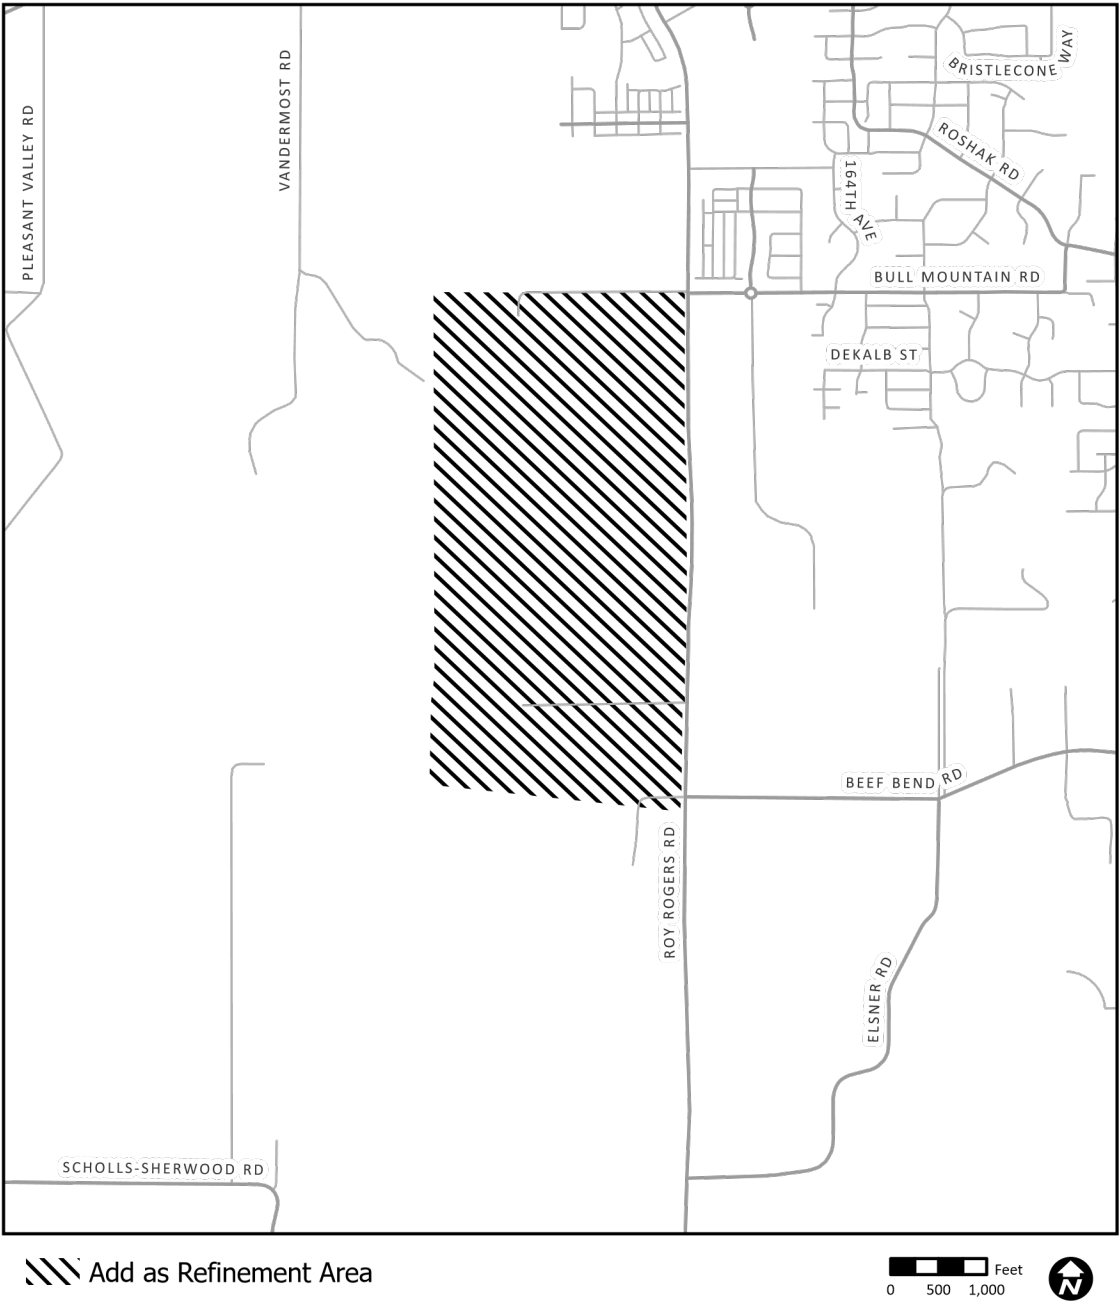 BRISTLECONE WAY
PLEASANT VALLEY RD
VANDERMOST RD
ROSHAK RD
164TH AVE
BULL MOUNTAIN RD
DEKALB ST
BEEF BEND RD
ROY ROGERS RD
ELSNER RD
SCHOLLS-SHERWOOD RD
Add as Refinement Area
Feet
0 500 1,000
N